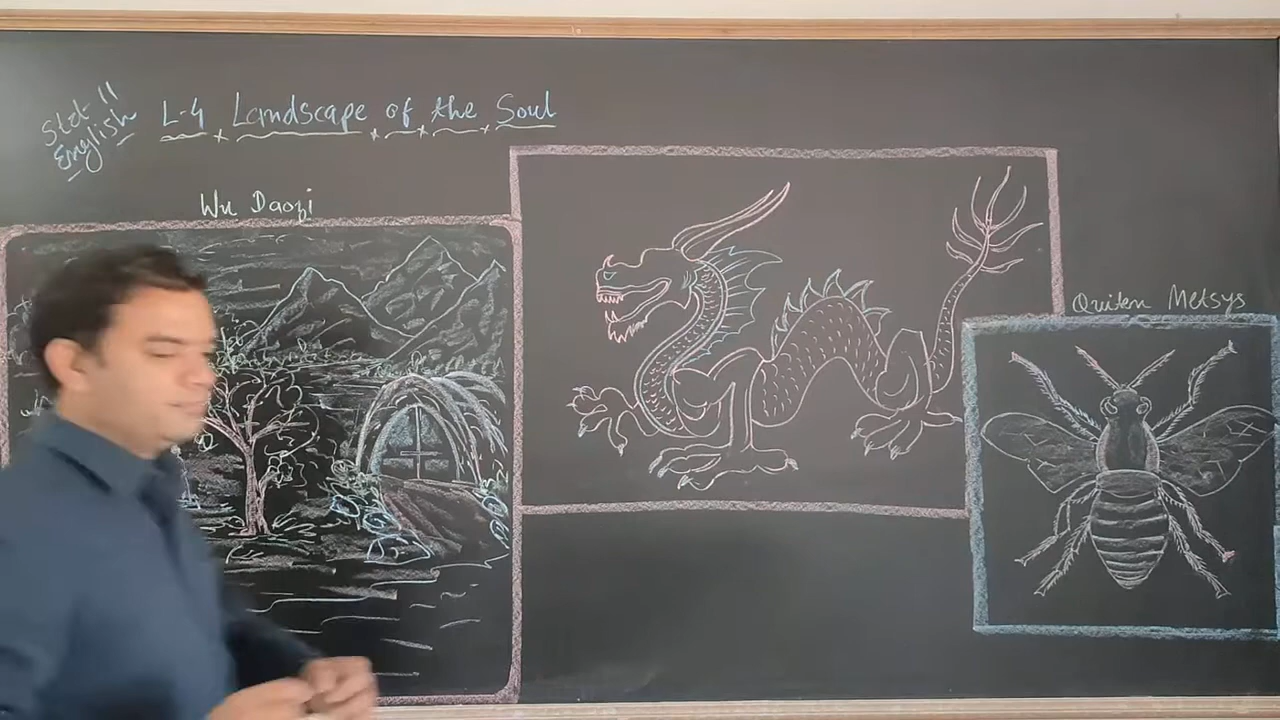 Std-11
English
L-4 Landscape of the Soul
Wu Daozi
Quiten Metsys